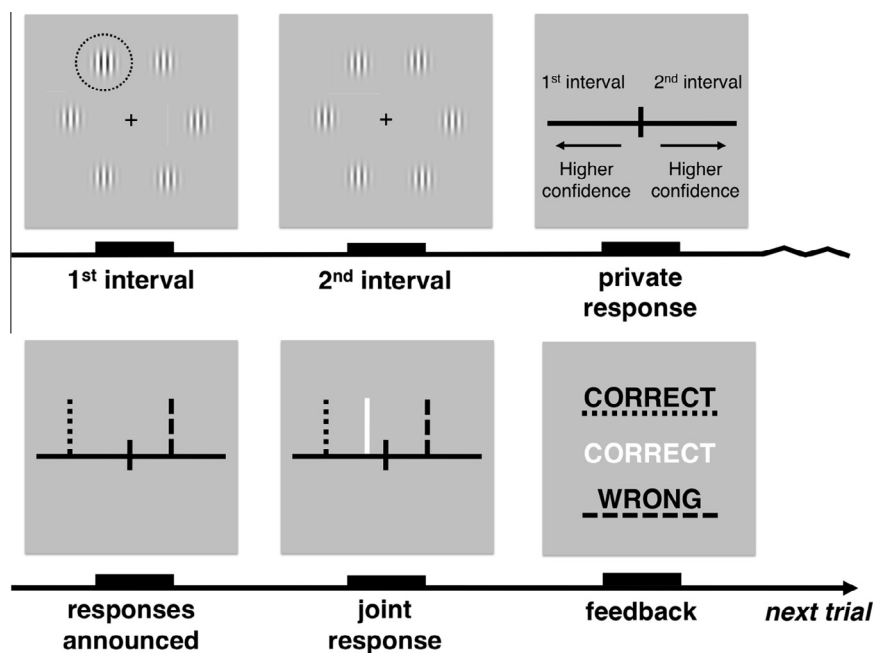 1st interval 2nd interval
Higher confidence Higher confidence
1st interval
2nd interval
private
response
CORRECT
CORRECT
WRONG
responses
announced
joint
response
feedback
next trial